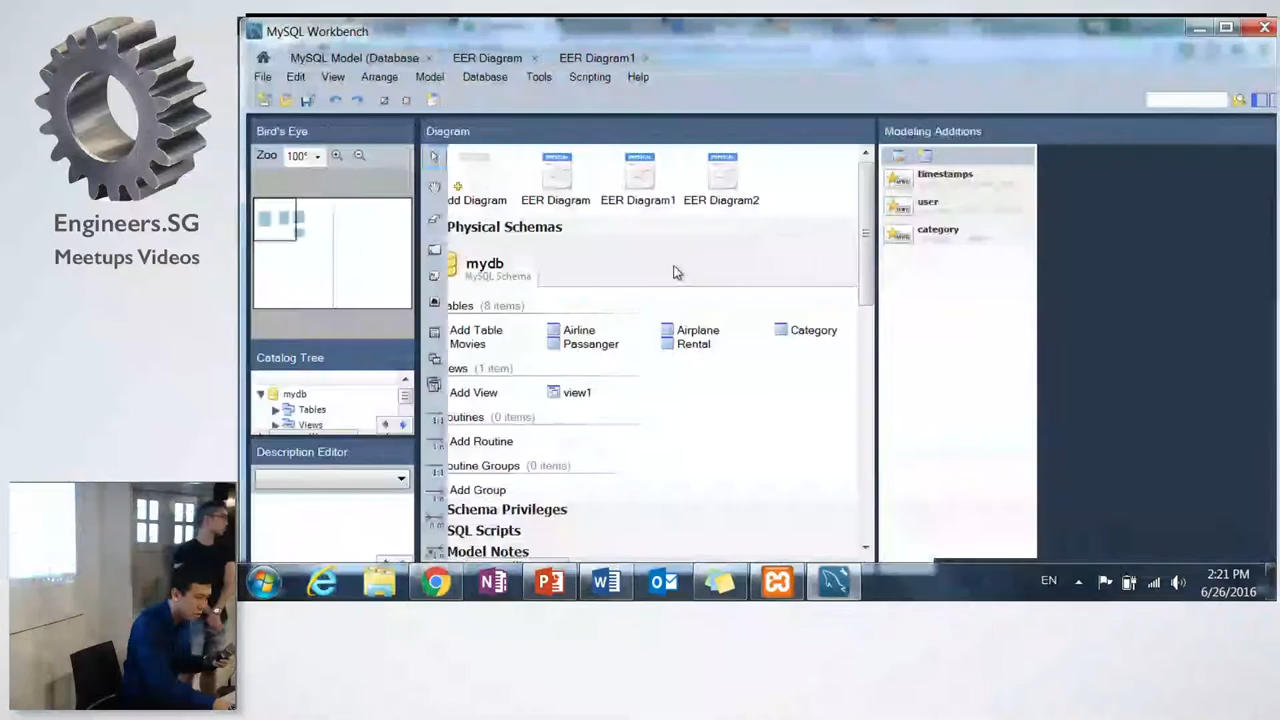 MySQL Workbench
MySQL Model (Database × EER Diagram × EER Diagram1 ×
File Edit View Arrange Model Database Tools Scripting Help
Bird's Eye
Zoo 100°
Catalog Tree
mydb
Tables
Views
Description Editor
Diagram
dd Diagram EER Diagram EER Diagram1 EER Diagram2
Physical Schemas
mydb
MySQL Schema
ables (8 items)
Add Table Airline Airplane Category
Movies Passanger Rental
ews (1 item)
Add View view1
outines (0 items)
Add Routine
outine Groups (0 items)
Add Group
Schema Privileges
SQL Scripts
Model Notes
Modeling Additions
timestamps
user
category
EN 2:21 PM
6/26/2016
Engineers.SG
Meetups Videos